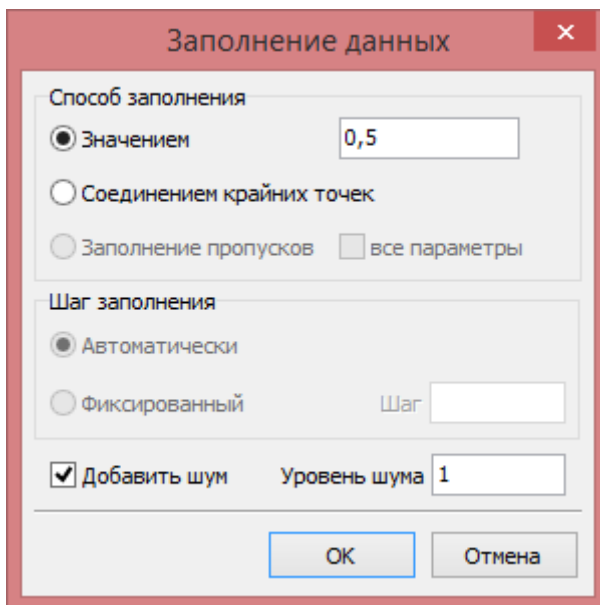 Заполнение данных
Способ заполнения
Значением 0,5
Соединением крайних точек
Заполнение пропусков все параметры
Шаг заполнения
Автоматически
Фиксированный Шаг
Добавить шум Уровень шума 1
ОК Отмена